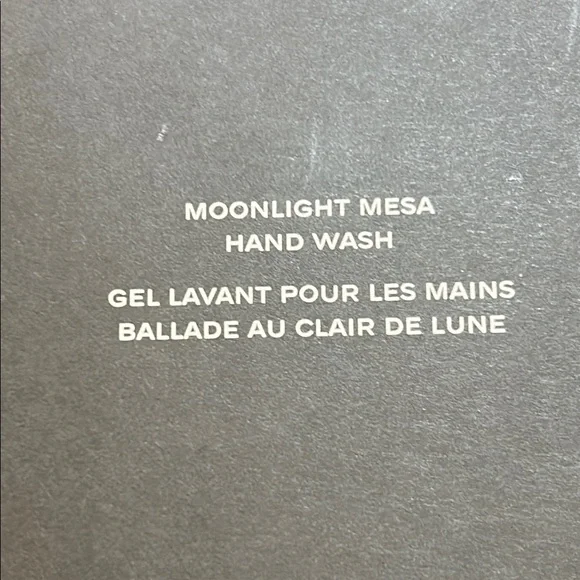 MOONLIGHT MESA
HAND WASH
GEL LAVANT POUR LES MAINS
BALLADE AU CLAIR DE LUNE